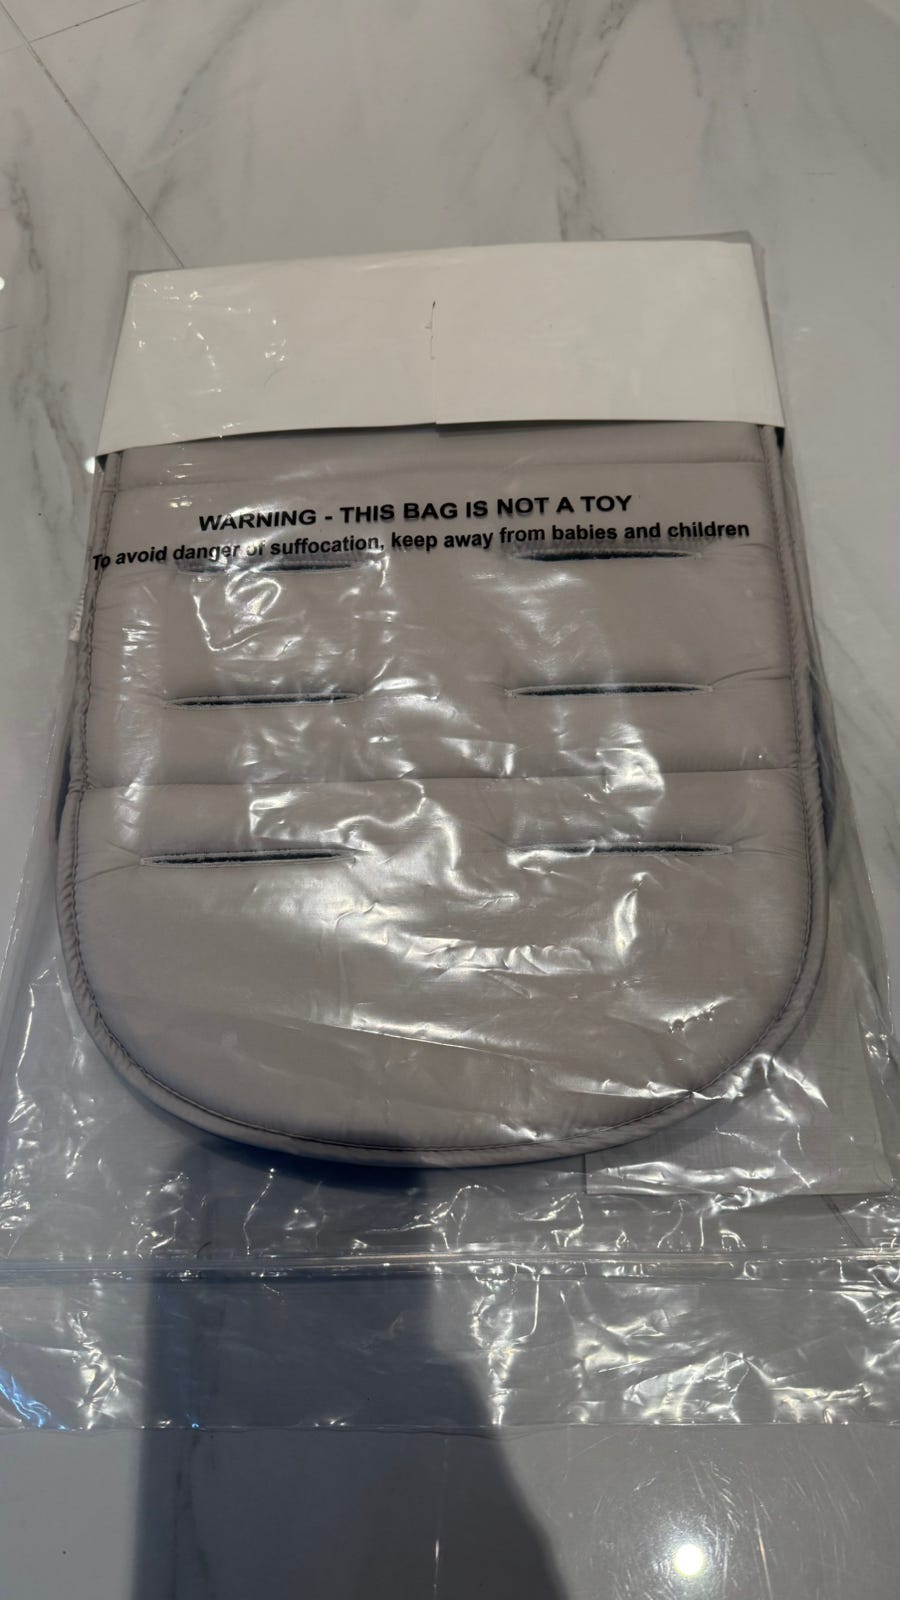 WARNING - THIS BAG IS NOT A TOY
To avoid danger of suffocation, keep away from babies and children